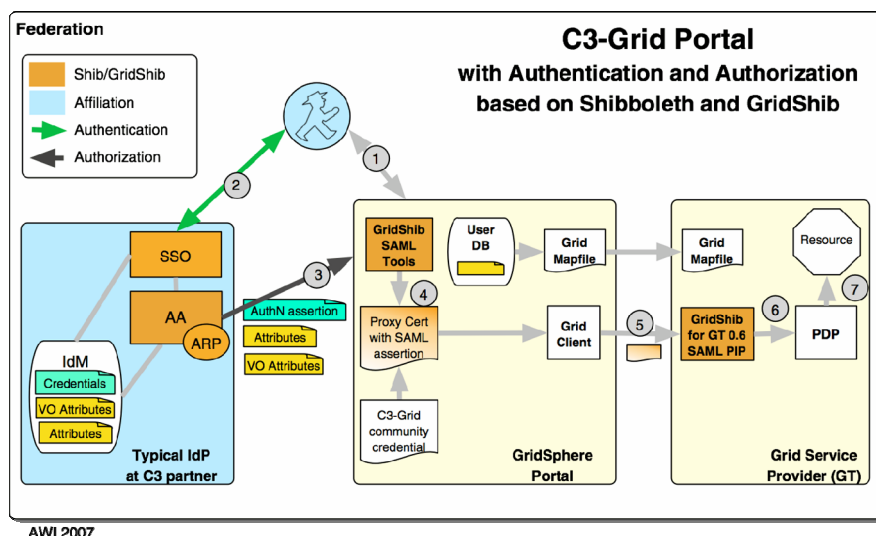 Federation
C3-Grid Portal
with Authentication and Authorization
based on Shibboleth and GridShib
Shib/GridShib
Affiliation
Authentication
Authorization
1
2
SSO
AA
ARP
IdM
Credentials
VO Attributes
Attributes
Typical IdP
at C3 partner
3
AuthN assertion
Attributes
VO Attributes
GridShib
SAML
Tools
User
DB
Grid
Mapfile
4
Proxy Cert
with SAML
assertion
Grid
Client
C3-Grid
community
credential
GridSphere
Portal
5
Grid
Mapfile
Resource
GridShib
for GT 0.6
SAML PIP
6
7
PDP
Grid Service
Provider (GT)
AWI 2007